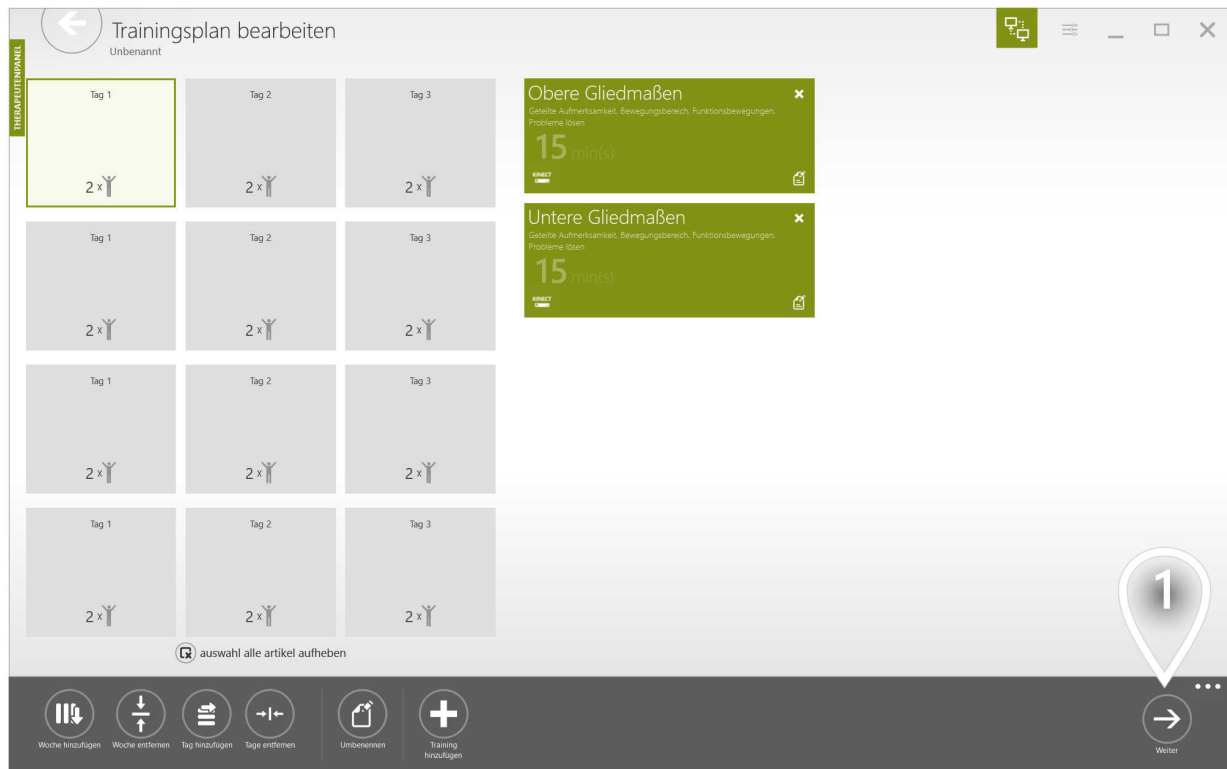 Trainingsplan bearbeiten
Unbenannt
THERAPEUTENPANEL
Tag 1
Tag 2
Tag 3
2 x
2 x
2 x
Tag 1
Tag 2
Tag 3
2 x
2 x
2 x
Tag 1
Tag 2
Tag 3
2 x
2 x
2 x
Tag 1
Tag 2
Tag 3
2 x
2 x
2 x
auswahl alle artikel aufheben
Obere Gliedmaßen
Geteilte Aufmerksamkeit. Bewegungsbereich. Funktionsbewegungen.
Probleme lösen
15 min(s)
KINECT
Untere Gliedmaßen
Geteilte Aufmerksamkeit. Bewegungsbereich. Funktionsbewegungen.
Probleme lösen
15 min(s)
KINECT
1
Woche hinzufügen
Woche entfernen
Tag hinzufügen
Tage entfernen
Umbenennen
Training
hinzufügen
Weiter